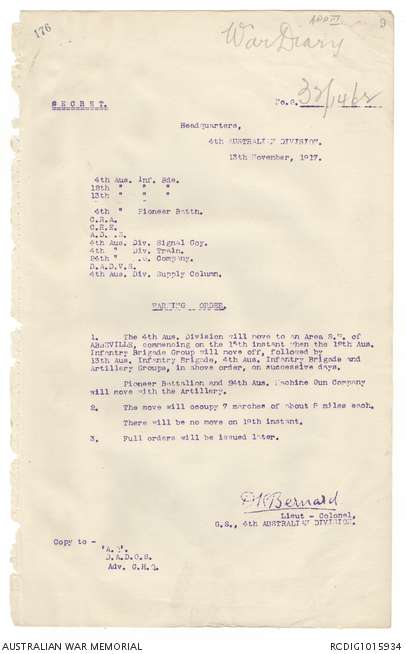 176
APP III
9
War Diary
SECRET.
No.S.
Headquarters,
4th AUSTRALIAN DIVISION.
13th November, 1917.
4th Aus. Inf. Bde.
12th " " "
13th " " "
4th " Pioneer Battn.
C.R.A.
C.R.E.
4th Aus. Div. Signal Coy.
4th " Div. Train.
24th " Company.
D.A.D.V.S.
4th Aus. Div. Supply Column.
WARNING ORDER.
1. The 4th Aus. Division will move to an Area S.W. of
ABBEVILLE, commencing on the instant when the 12th Aus.
Infantry Brigade Group will move off, followed by
13th Aus. Infantry Brigade, 4th Aus. Infantry Brigade and
Artillery Groups, in above order, on successive days.
Pioneer Battalion and 24th Aus. Machine Gun Company
will move with the Artillery.
2. The move will occupy 7 marches of about miles each.
There will be no move on instant.
3. Full orders will be issued later.
Bernard
Lieut - Colonel,
G.S., 4th AUSTRALIAN DIVISION.
Copy to -
D.A.D.O.S.
Adv.
AUSTRALIAN WAR MEMORIAL
RCDIG1015934